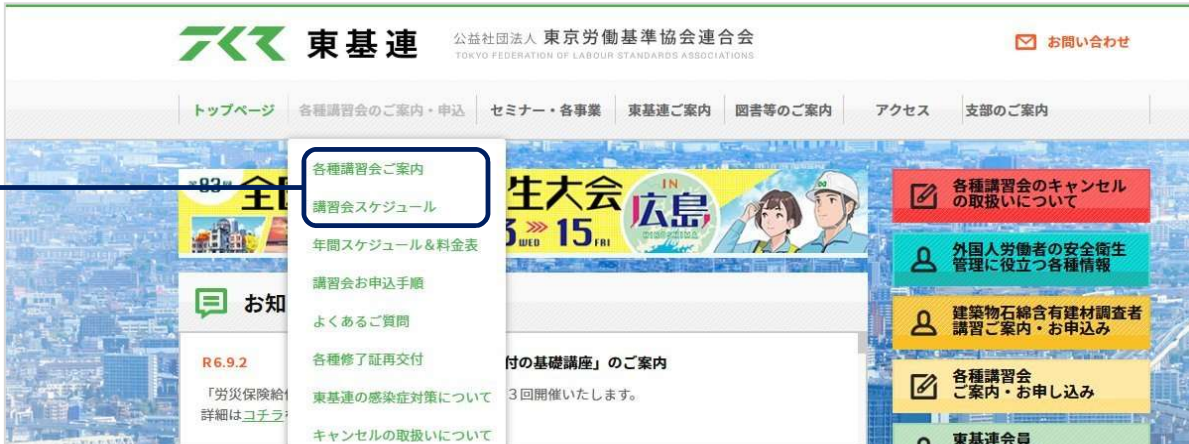 東基連
公益社団法人 東京労働基準協会連合会
TOKYO FEDERATION OF LABOUR STANDARDS ASSOCIATIONS
お問い合わせ
トップページ 各種講習会のご案内・申込 セミナー・各事業 東基連ご案内 図書等のご案内 アクセス 支部のご案内
各種講習会ご案内
講習会スケジュール
年間スケジュール＆料金表
講習会お申込手順
よくあるご質問
各種修了証再交付
東基連の感染症対策について
キャンセルの取扱いについて
83
生大会
IN
広島
HIROSHIMA
WED 15 FRI
各種講習会のキャンセル
の取扱いについて
外国人労働者の安全衛生
管理に役立つ各種情報
建築物石綿含有建材調査者
講習ご案内・お申込み
各種講習会
ご案内・お申し込み
東基連会員
お知
R6.9.2
付の基礎講座」のご案内
「労災保険給
３回開催いたします。
詳細はコチラ